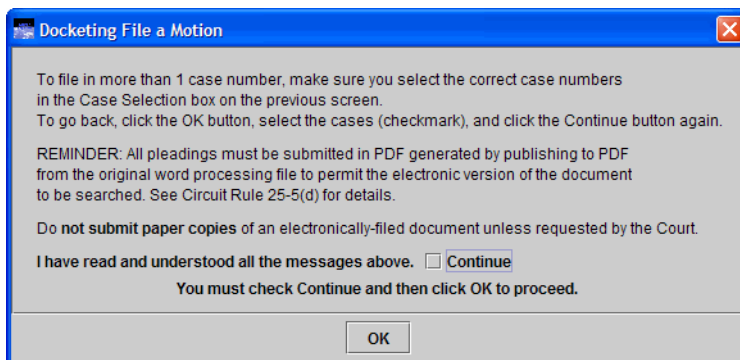 Docketing File a Motion
To file in more than 1 case number, make sure you select the correct case numbers
in the Case Selection box on the previous screen.
To go back, click the OK button, select the cases (checkmark), and click the Continue button again.
REMINDER: All pleadings must be submitted in PDF generated by publishing to PDF
from the original word processing file to permit the electronic version of the document
to be searched. See Circuit Rule 25-5(d) for details.
Do not submit paper copies of an electronically-filed document unless requested by the Court.
I have read and understood all the messages above. Continue
You must check Continue and then click OK to proceed.
OK